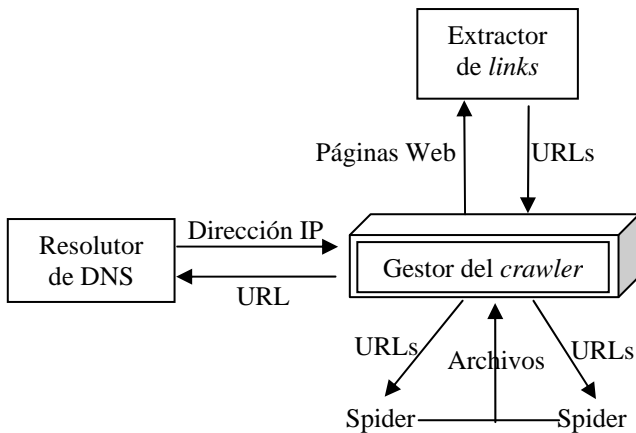 Extractor
de links
Páginas Web
URLs
Dirección IP
Resolutor
de DNS
Gestor del crawler
URL
URLs
Archivos
URLs
Spider
Spider